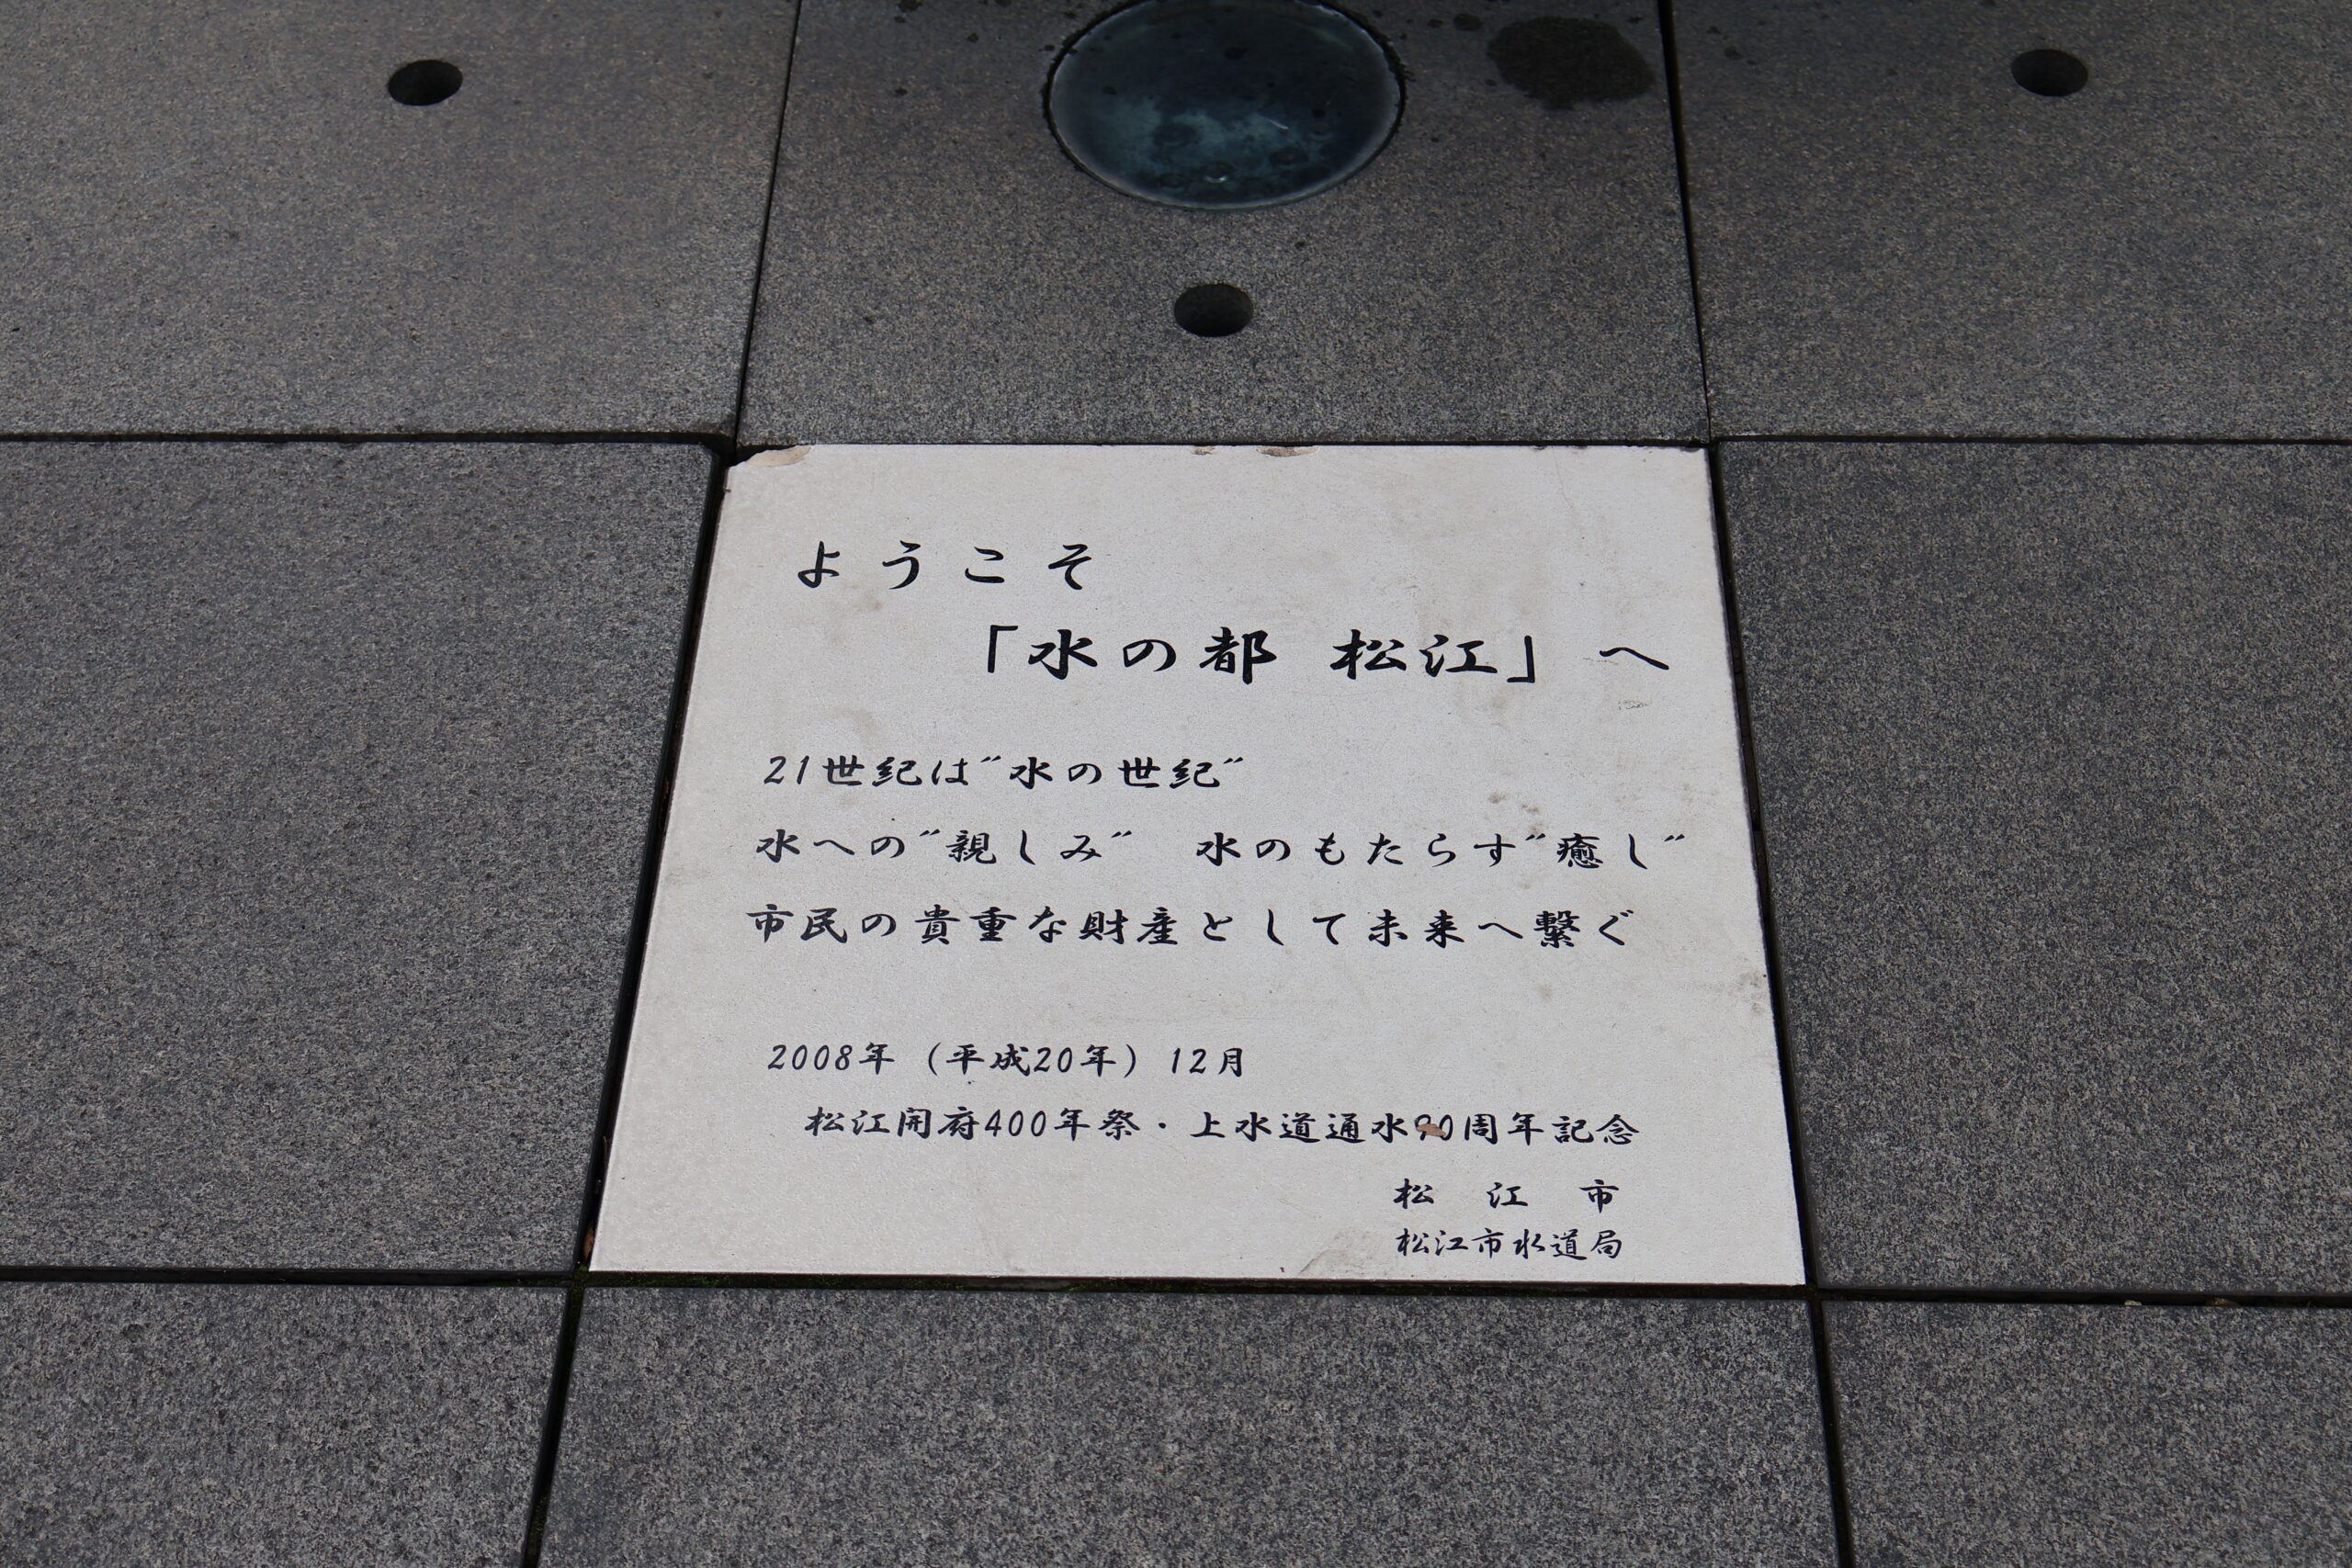 ようこそ
「水の都 松江」へ
21世紀は"水の世紀"
水への"親しみ" 水のもたらす"癒し"
市民の貴重な財産として未来へ繋ぐ
2008年(平成20年)12月
松江開府400年祭・上水道通水90周年記念
松江市
松江市水道局